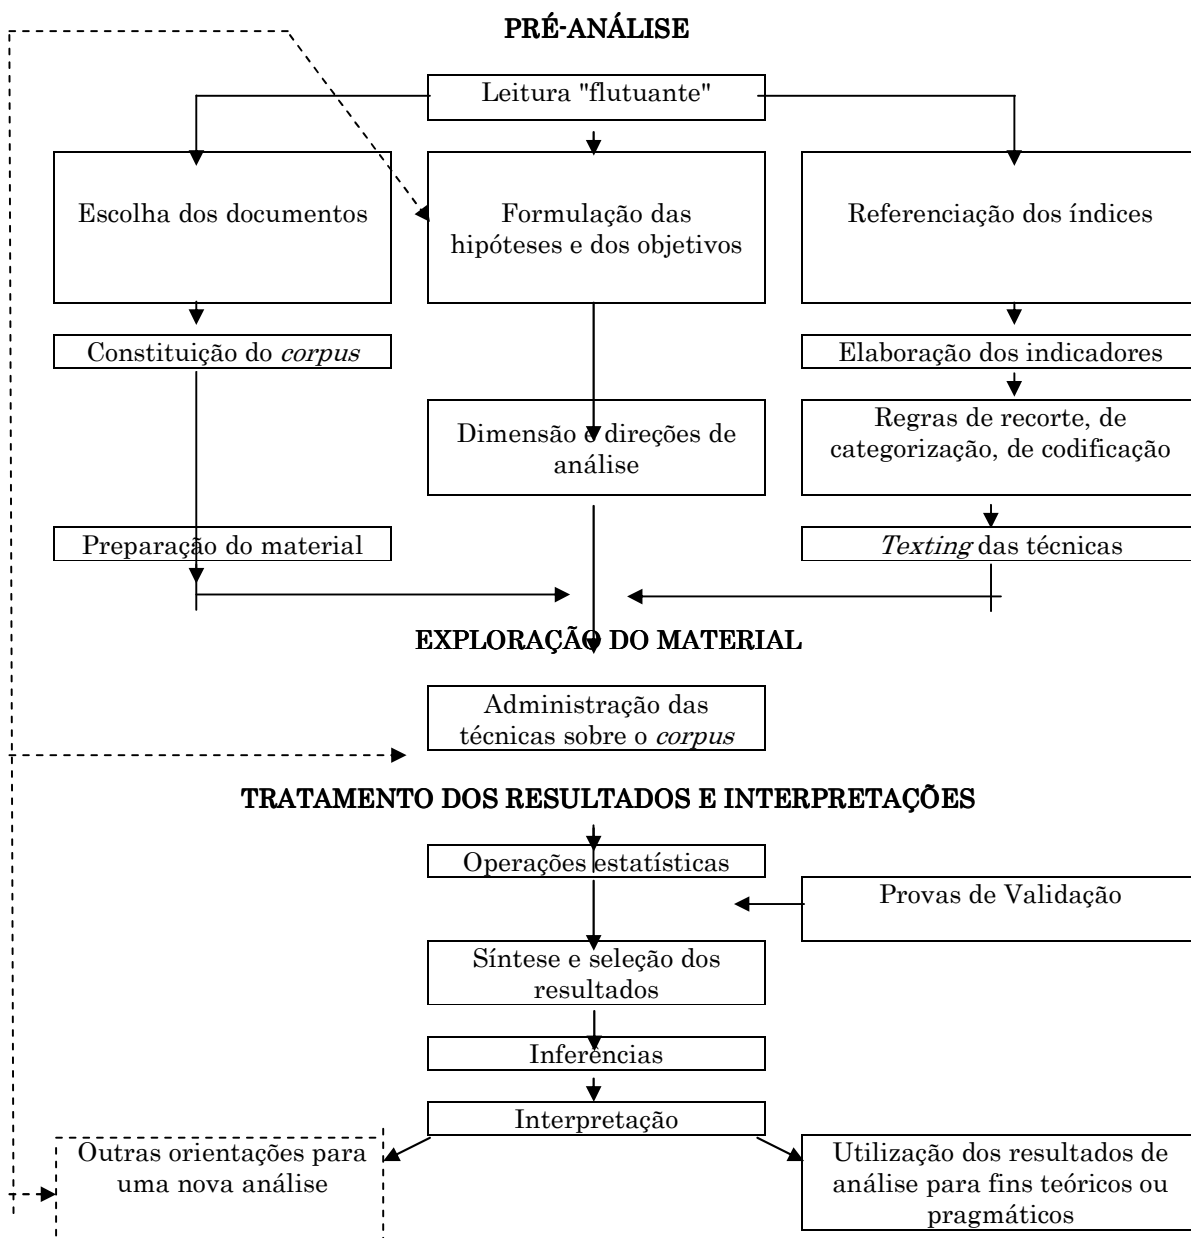 PRÉ-ANÁLISE
Leitura "flutuante"
Escolha dos documentos
Formulação das
hipóteses e dos objetivos
Referenciação dos índices
Constituição do corpus
Elaboração dos indicadores
Dimensão e direções de
análise
Regras de recorte, de
categorização, de codificação
Preparação do material
Texting das técnicas
EXPLORAÇÃO DO MATERIAL
Administração das
técnicas sobre o corpus
TRATAMENTO DOS RESULTADOS E INTERPRETAÇÕES
Operações estatísticas
Provas de Validação
Síntese e seleção dos
resultados
Inferências
Interpretação
Outras orientações para
uma nova análise
Utilização dos resultados de
análise para fins teóricos ou
pragmáticos